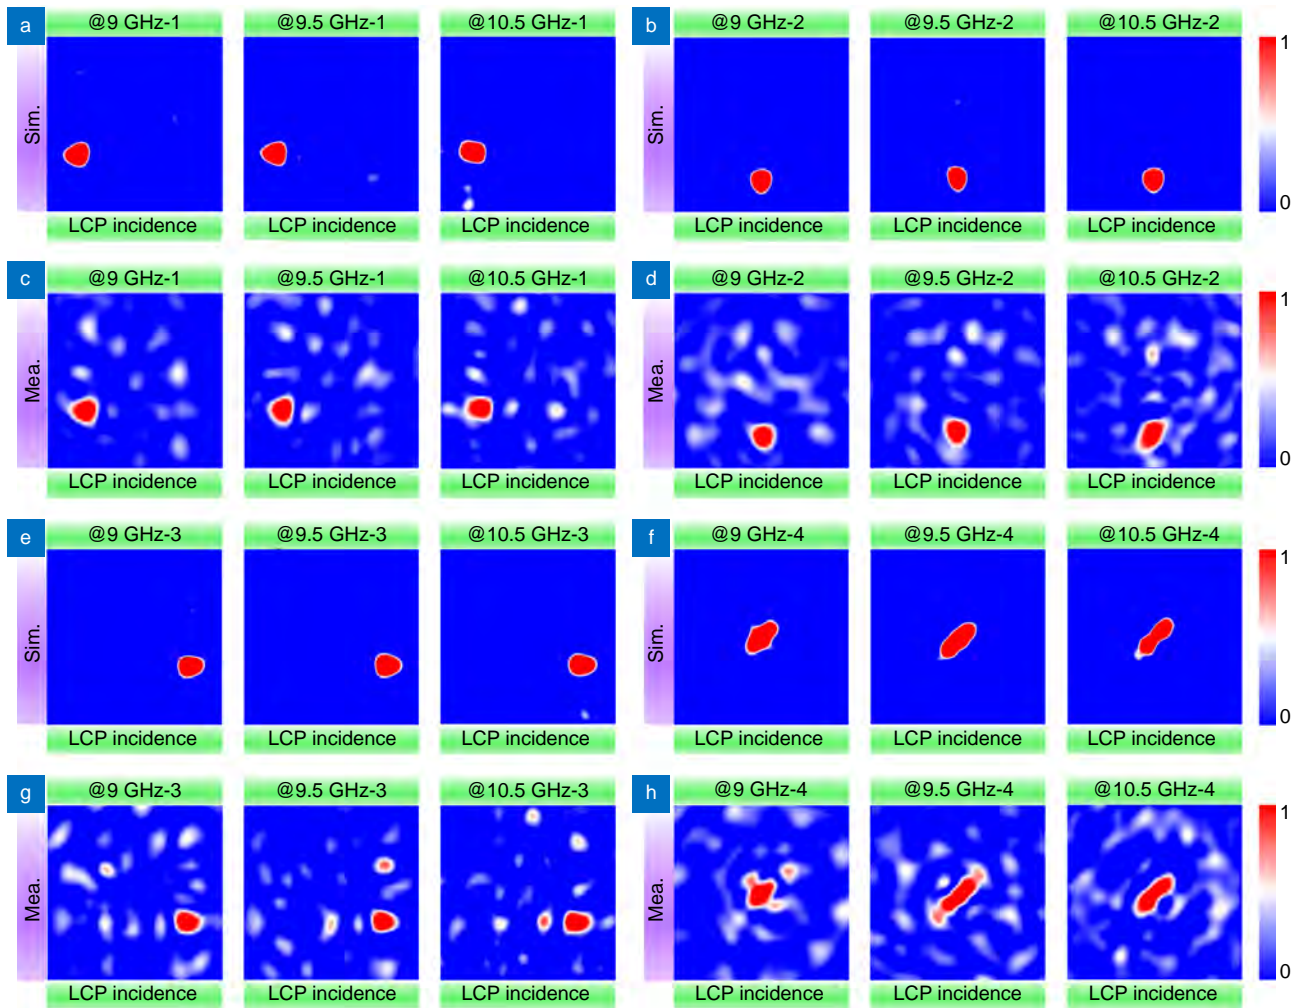 a @9 GHz-1 @9.5 GHz-1 @10.5 GHz-1 b @9 GHz-2 @9.5 GHz-2 @10.5 GHz-2
1
Sim. Sim.
0
LCP incidence LCP incidence LCP incidence LCP incidence LCP incidence LCP incidence
c @9 GHz-1 @9.5 GHz-1 @10.5 GHz-1 d @9 GHz-2 @9.5 GHz-2 @10.5 GHz-2
1
Mea. Mea.
0
LCP incidence LCP incidence LCP incidence LCP incidence LCP incidence LCP incidence
e @9 GHz-3 @9.5 GHz-3 @10.5 GHz-3 f @9 GHz-4 @9.5 GHz-4 @10.5 GHz-4
1
Sim. Sim.
0
LCP incidence LCP incidence LCP incidence LCP incidence LCP incidence LCP incidence
g @9 GHz-3 @9.5 GHz-3 @10.5 GHz-3 h @9 GHz-4 @9.5 GHz-4 @10.5 GHz-4
1
Mea. Mea.
0
LCP incidence LCP incidence LCP incidence LCP incidence LCP incidence LCP incidence